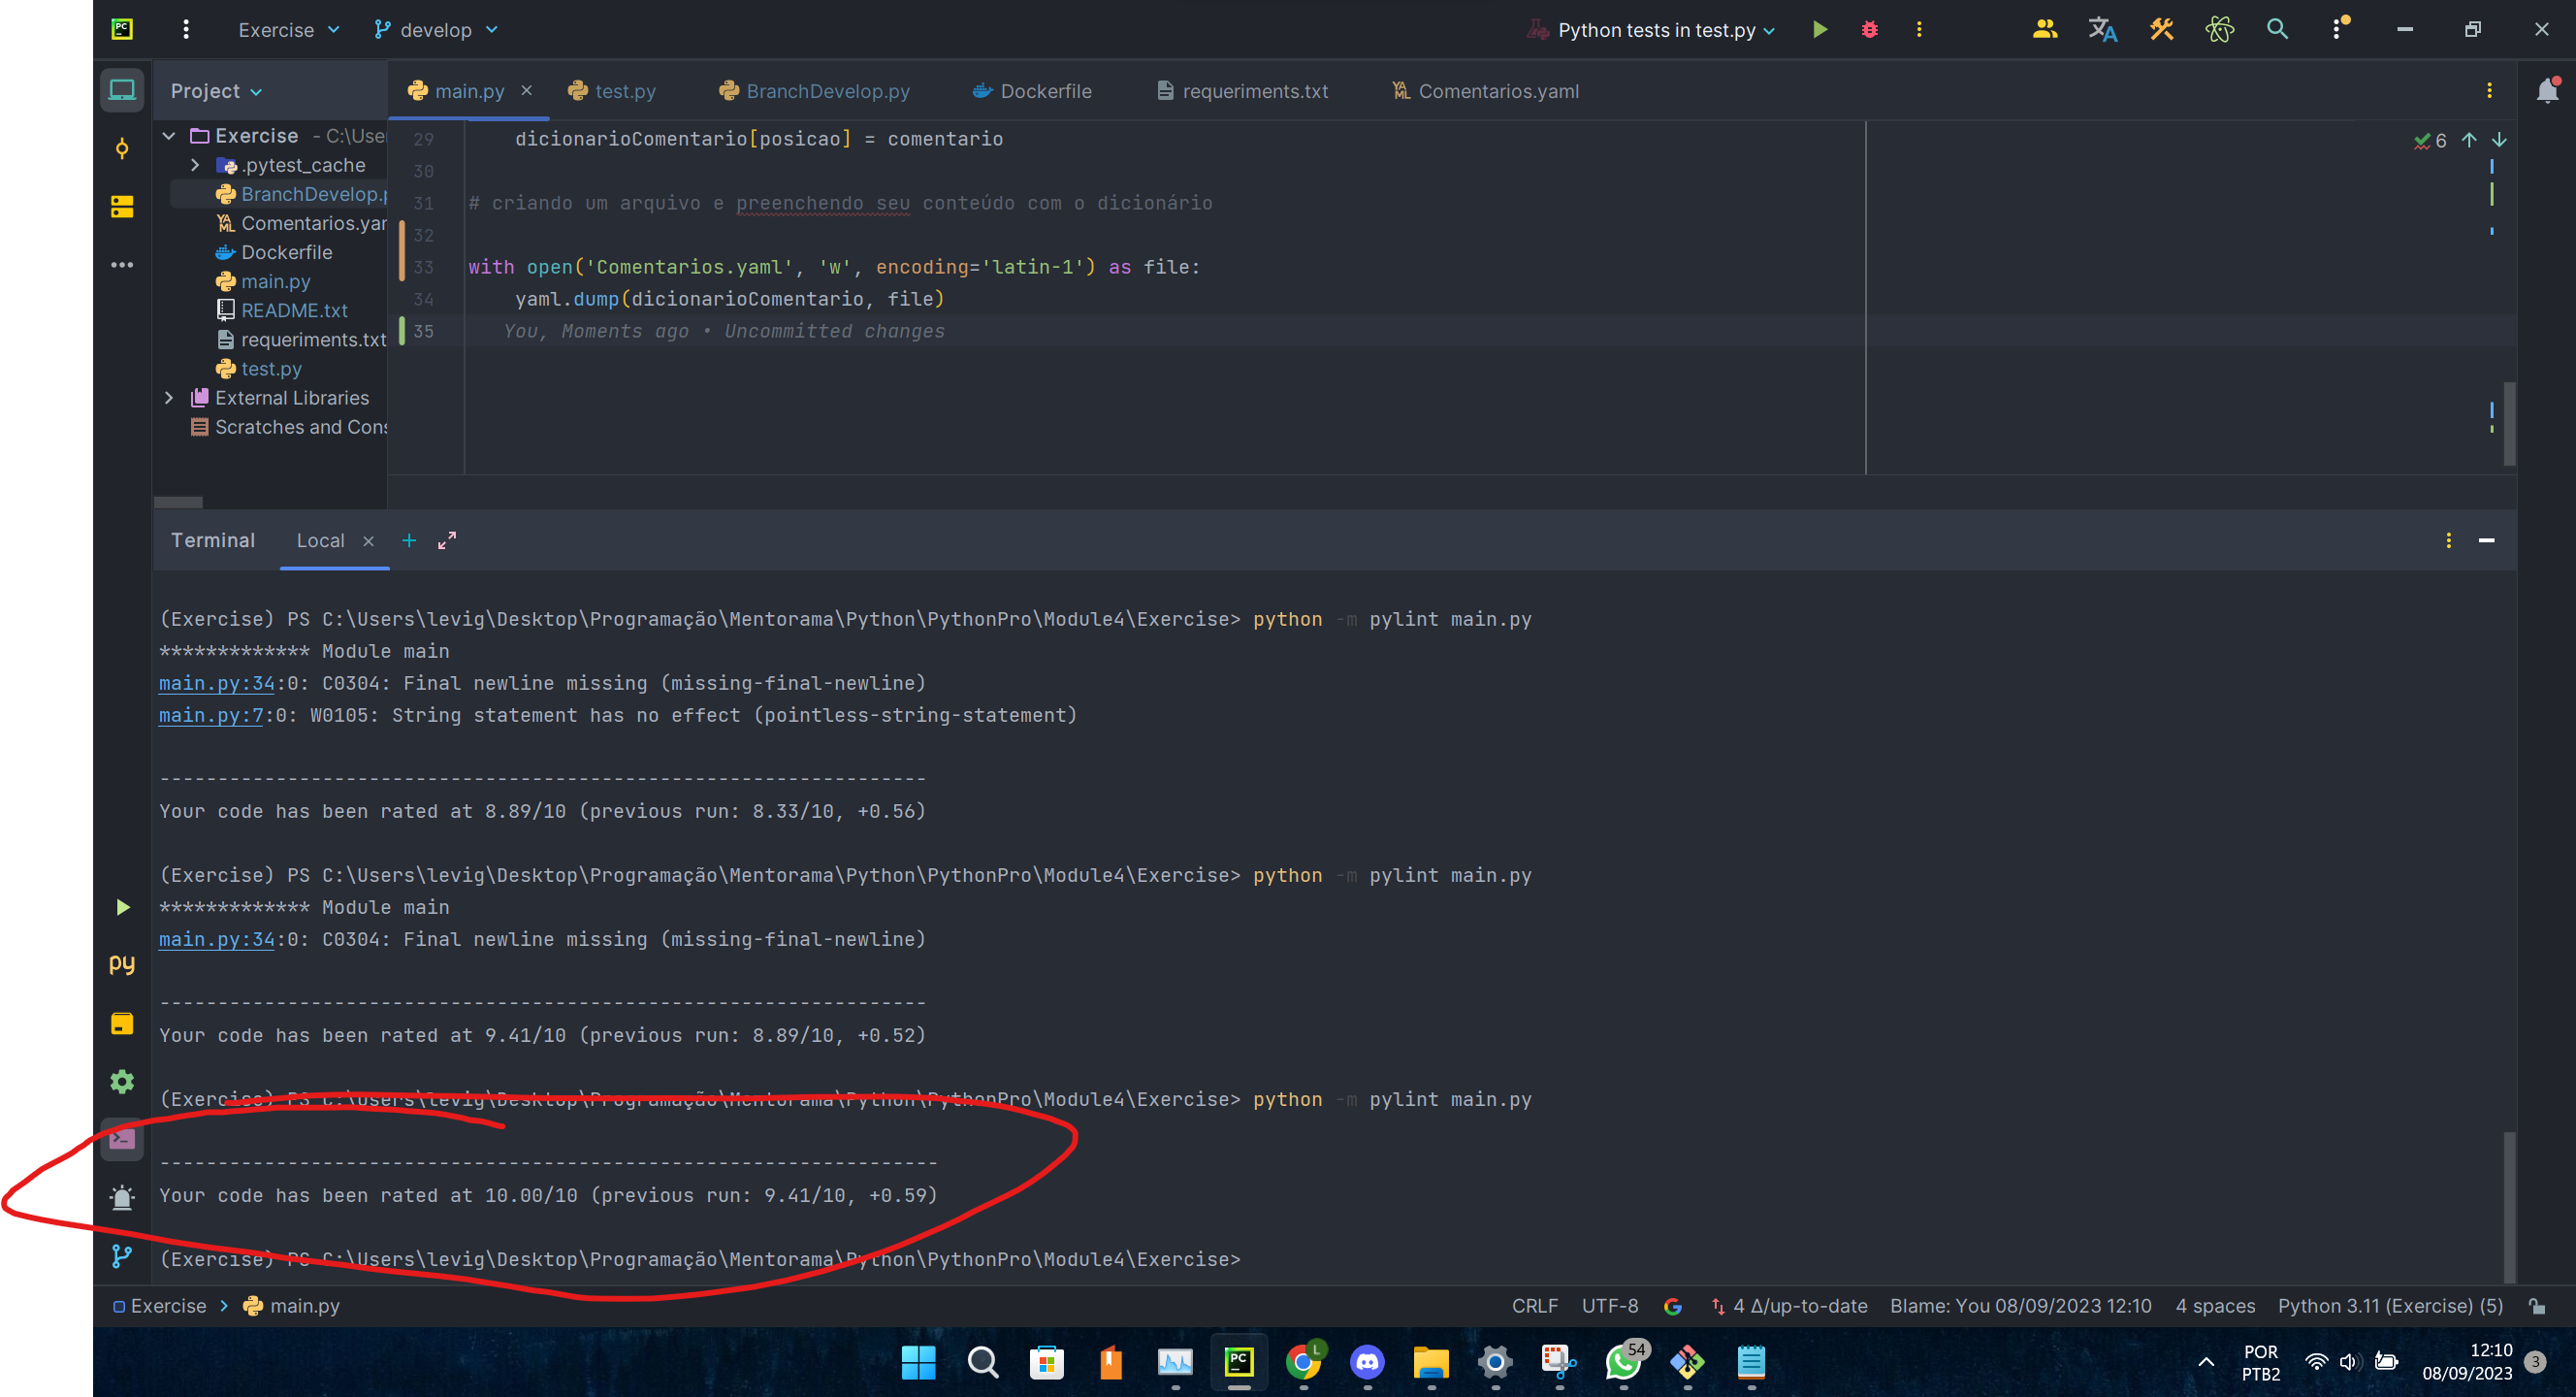 PC Exercise develop Python tests in test.py
Project main.py test.py BranchDevelop.py Dockerfile requeriments.txt Comentarios.yaml
Exercise - C:\User
.pytest_cache
BranchDevelop.p
Comentarios.yar
Dockerfile
main.py
README.txt
requeriments.txt
test.py
External Libraries
Scratches and Cons
29 dicionarioComentario[posicao] = comentario
6
30
31 # criando um arquivo e preenchendo seu conteúdo com o dicionário
32
33 with open('Comentarios.yaml', 'w', encoding='latin-1') as file:
34 yaml.dump(dicionarioComentario, file)
35 You, Moments ago • Uncommitted changes
Terminal Local
(Exercise) PS C:\Users\levig\Desktop\Programação\Mentorama\Python\PythonPro\Module4\Exercise> python -m pylint main.py
************* Module main
main.py:34:0: C0304: Final newline missing (missing-final-newline)
main.py:7:0: W0105: String statement has no effect (pointless-string-statement)
------------------------------------------------------------------
Your code has been rated at 8.89/10 (previous run: 8.33/10, +0.56)
(Exercise) PS C:\Users\levig\Desktop\Programação\Mentorama\Python\PythonPro\Module4\Exercise> python -m pylint main.py
************* Module main
main.py:34:0: C0304: Final newline missing (missing-final-newline)
------------------------------------------------------------------
Your code has been rated at 9.41/10 (previous run: 8.89/10, +0.52)
(Exercise) PS C:\Users\levig\Desktop\Programação\Mentorama\Python\PythonPro\Module4\Exercise> python -m pylint main.py
-------------------------------------------------------------------
Your code has been rated at 10.00/10 (previous run: 9.41/10, +0.59)
(Exercise) PS C:\Users\levig\Desktop\Programação\Mentorama\Python\PythonPro\Module4\Exercise>
py
Exercise > main.py CRLF UTF-8 4 Δ/up-to-date Blame: You 08/09/2023 12:10 4 spaces Python 3.11 (Exercise) (5)
PC L 54 POR 12:10
PTB2 08/09/2023 3